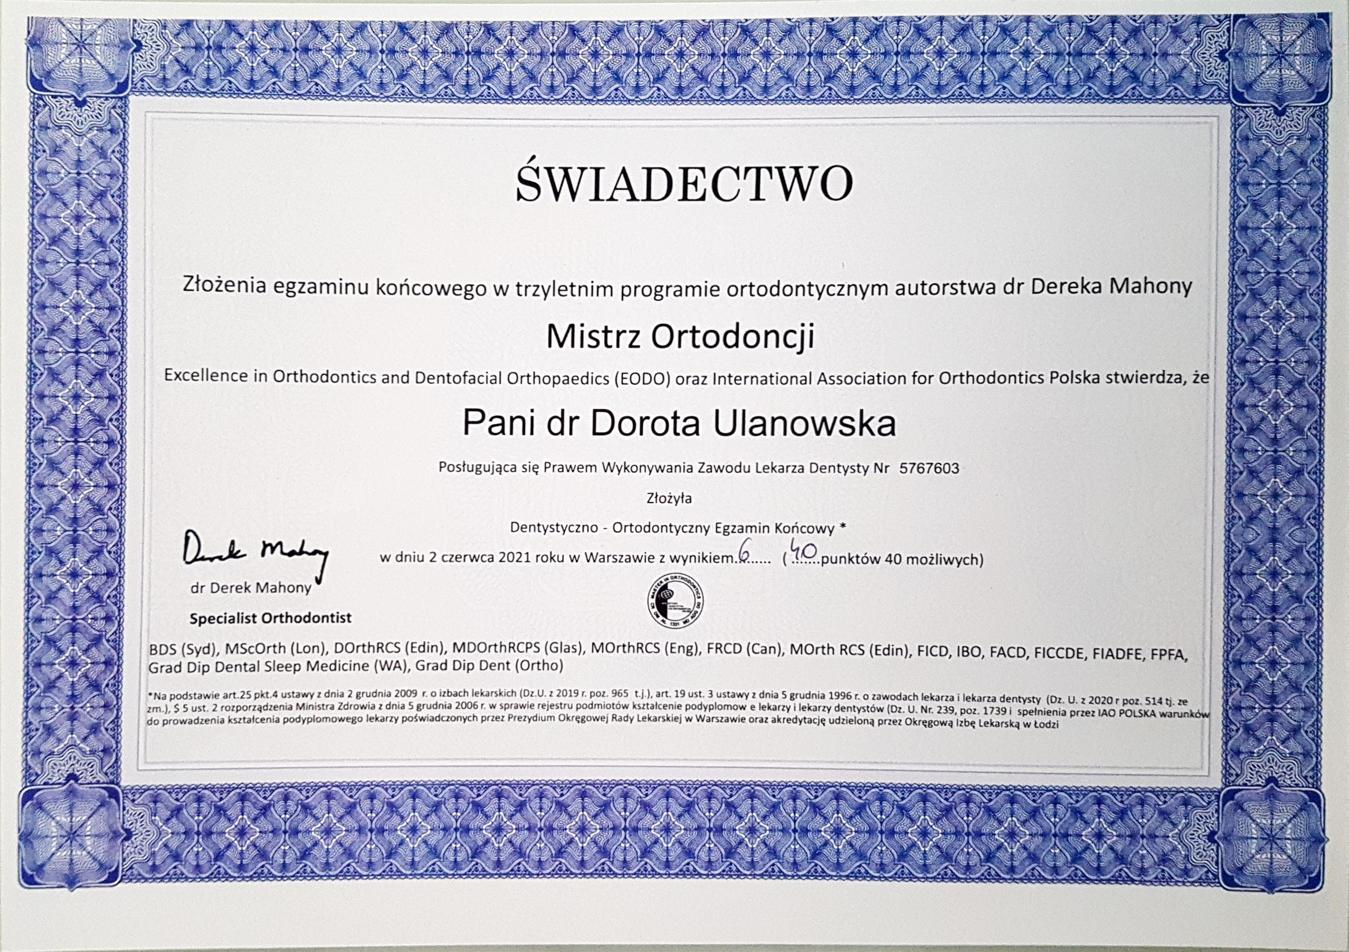 ŚWIADECTWO
Złożenia egzaminu końcowego w trzyletnim programie ortodontycznym autorstwa dr Dereka Mahony
Mistrz Ortodoncji
Excellence in Orthodontics and Dentofacial Orthopaedics (EODO) oraz International Association for Orthodontics Polska stwierdza, że
Pani dr Dorota Ulanowska
Posługująca się Prawem Wykonywania Zawodu Lekarza Dentysty Nr 5767603
Złożyła
Dentystyczno - Ortodontyczny Egzamin Końcowy *
w dniu 2 czerwca 2021 roku w Warszawie z wynikiem.6...... (.40.punktów 40 możliwych)
Derek Mahony
dr Derek Mahony
Specialist Orthodontist
BDS (Syd), MScOrth (Lon), DOrthRCS (Edin), MDOrthRCPS (Glas), MOrthRCS (Eng), FRCD (Can), MOrth RCS (Edin), FICD, IBO, FACD, FICCDE, FIADFE, FPFA,
Grad Dip Dental Sleep Medicine (WA), Grad Dip Dent (Ortho)
*Na podstawie art.25 pkt.4 ustawy z dnia 2 grudnia 2009 r. o izbach lekarskich (Dz.U. z 2019 r. poz. 965 t.j.), art. 19 ust. 3 ustawy z dnia 5 grudnia 1996 r. o zawodach lekarza i lekarza dentysty (Dz. U. z 2020 r poz. 514 tj. ze
zm.), $ 5 ust. 2 rozporządzenia Ministra Zdrowia z dnia 5 grudnia 2006 r. w sprawie rejestru podmiotów kształcenie podyplomow e lekarzy i lekarzy dentystów (Dz. U. Nr. 239, poz. 1739 i spełnienia przez IAO POLSKA warunków
do prowadzenia kształcenia podyplomowego lekarzy poświadczonych przez Prezydium Okręgowej Rady Lekarskiej w Warszawie oraz akredytację udzieloną przez Okręgową Izbę Lekarską w Łodzi